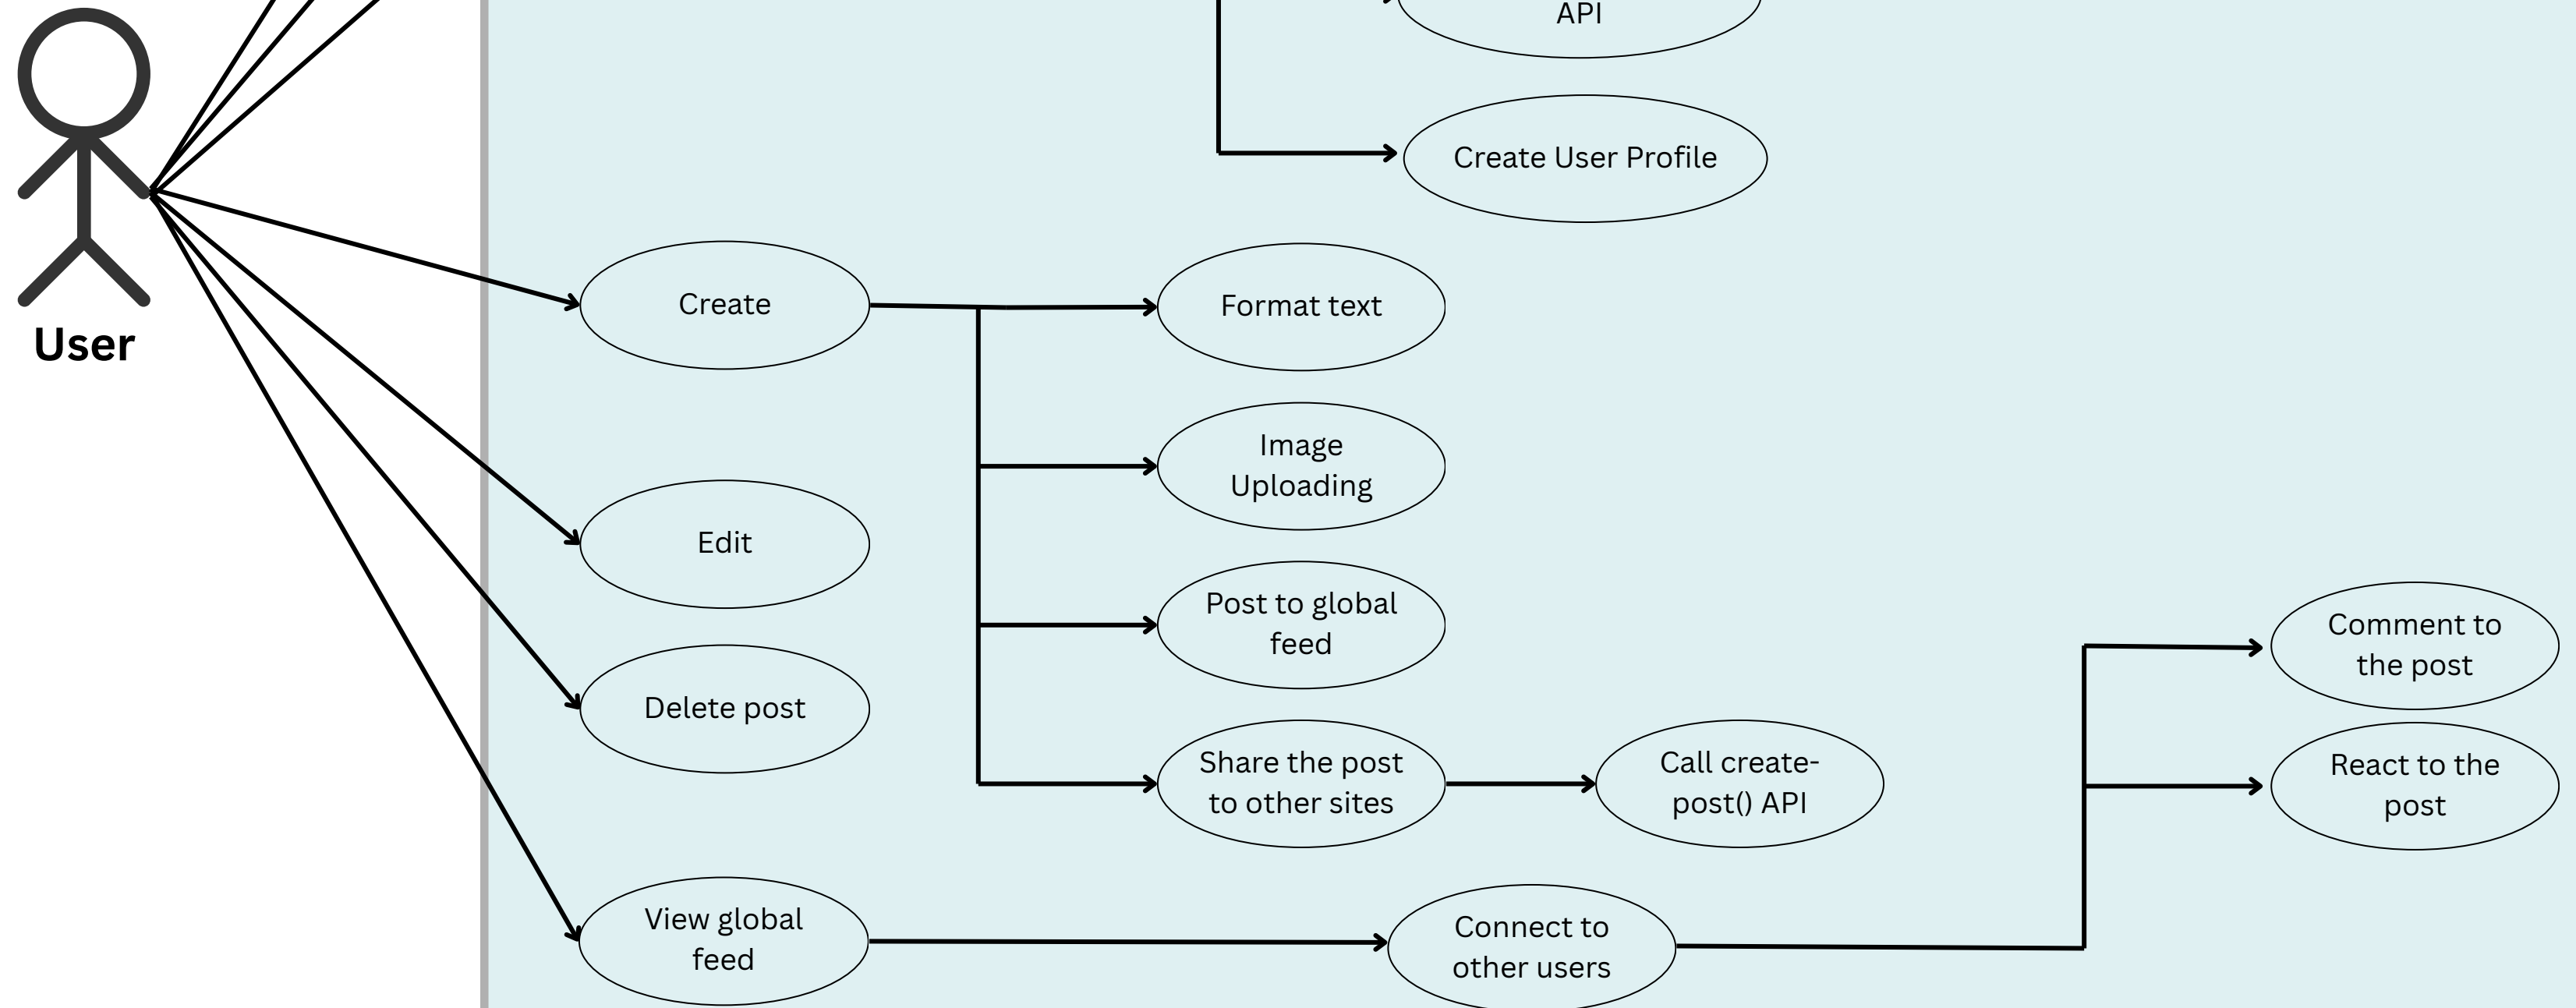 API
Create User Profile
User
Create
Format text
Image
Uploading
Edit
Post to global
feed
Delete post
Share the post
to other sites
Call create-
post() API
Comment to
the post
React to the
post
View global
feed
Connect to
other users